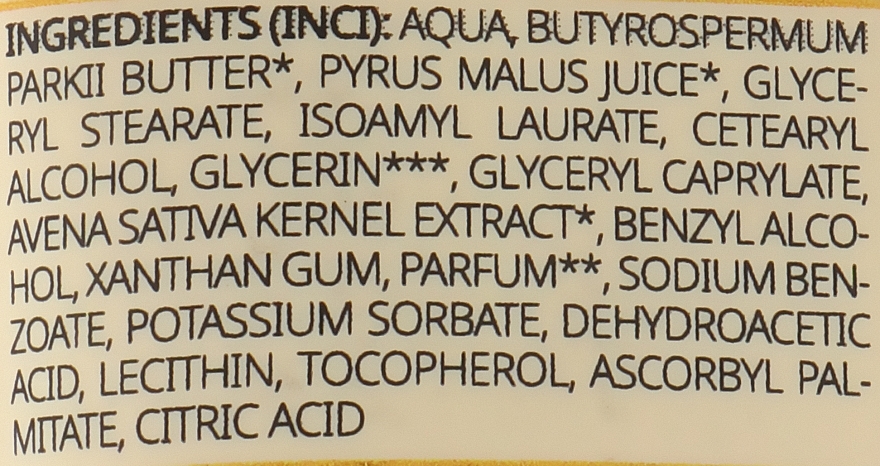 INGREDIENTS (INCI): AQUA, BUTYROSPERMUM
PARKII BUTTER*, PYRUS MALUS JUICE*, GLYCE-
RYL STEARATE, ISOAMYL LAURATE, CETEARYL
ALCOHOL, GLYCERIN***, GLYCERYL CAPRYLATE,
AVENA SATIVA KERNEL EXTRACT*, BENZYL ALCO-
HOL, XANTHAN GUM, PARFUM**, SODIUM BEN-
ZOATE, POTASSIUM SORBATE, DEHYDROACETIC
ACID, LECITHIN, TOCOPHEROL, ASCORBYL PAL-
MITATE, CITRIC ACID